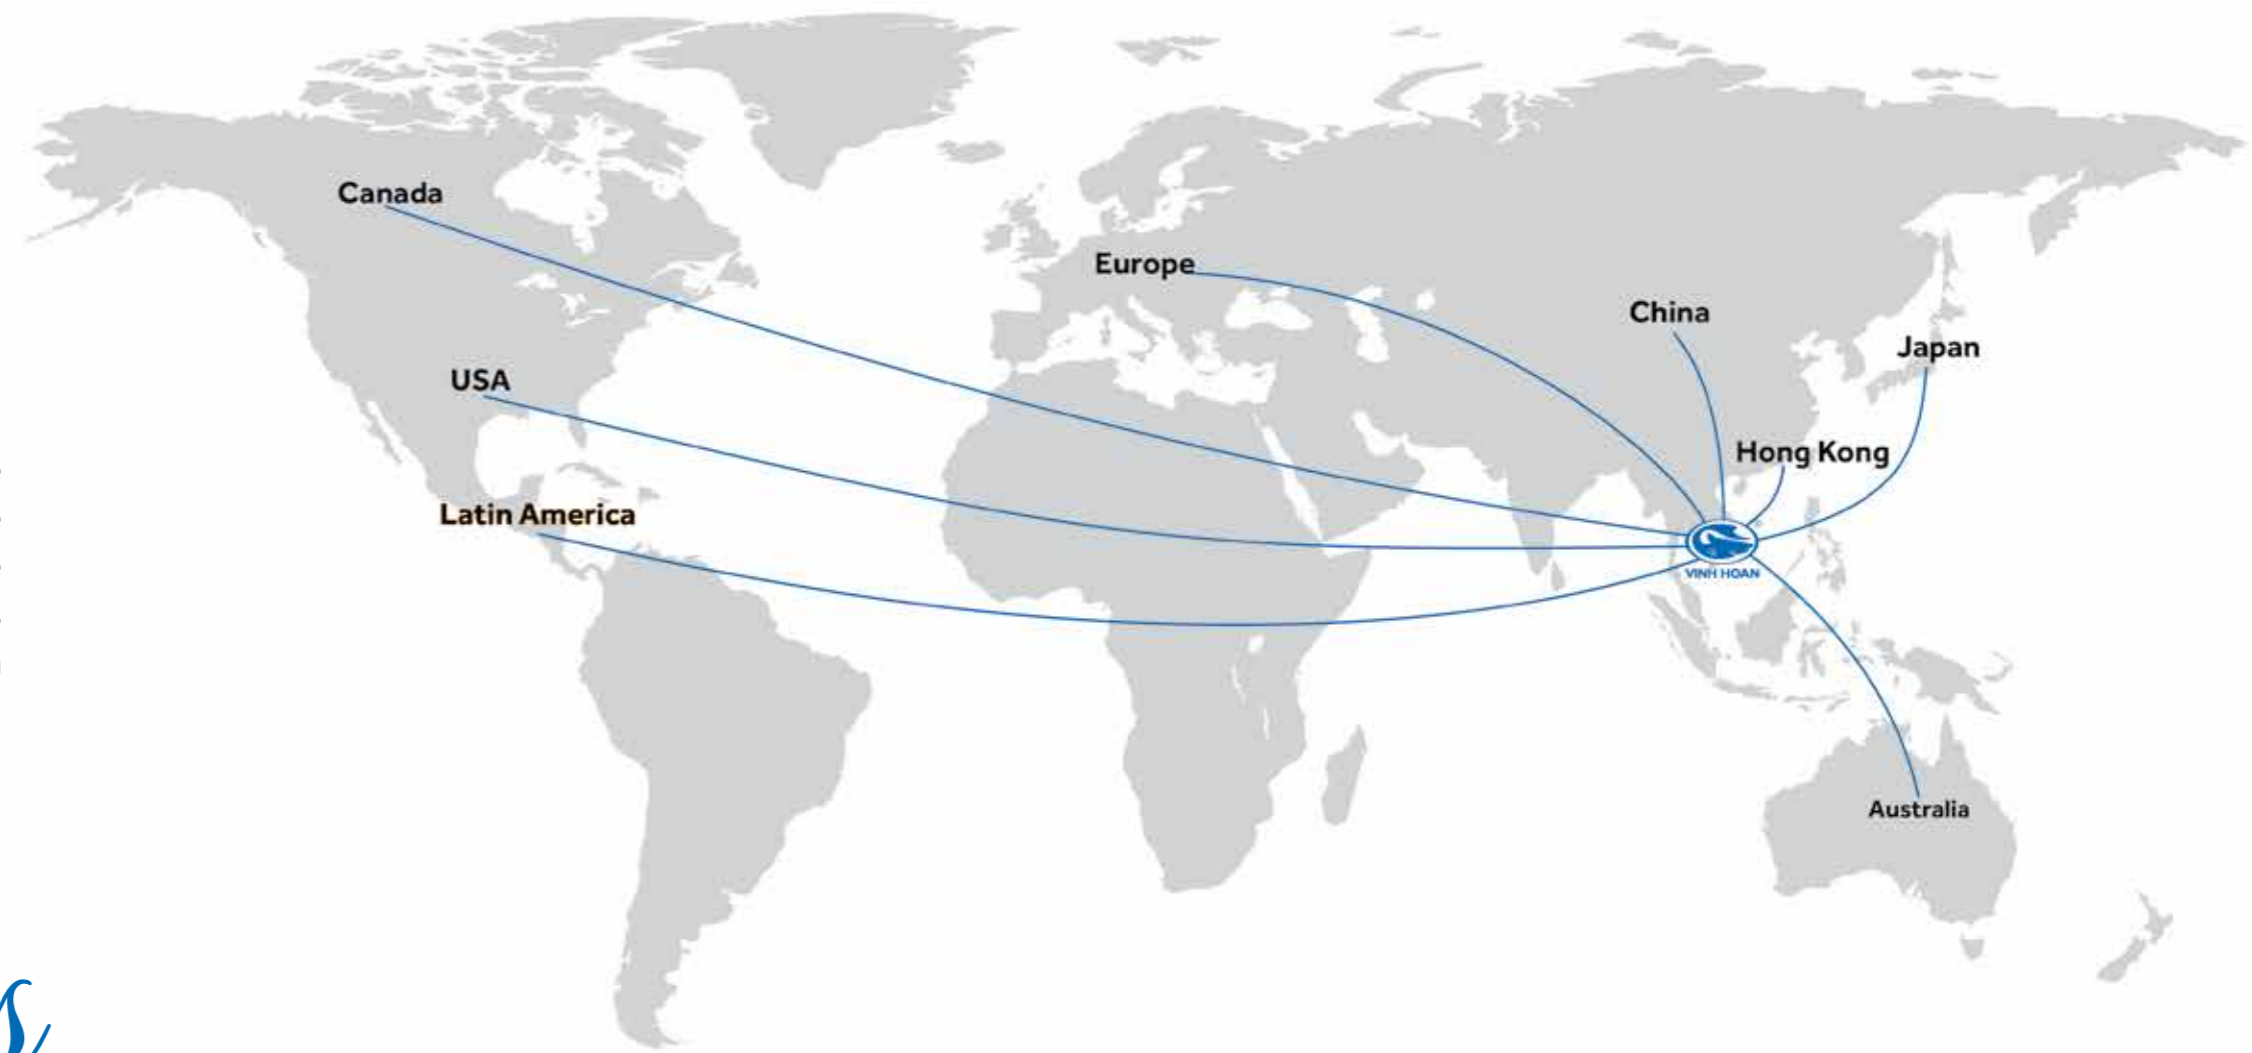 Canada
Europe
China
Japan
USA
Hong Kong
Latin America
VINH HOAN
Australia